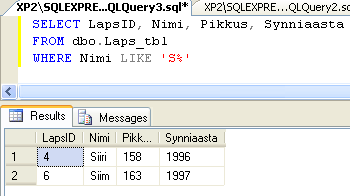 XP2\SQLEXPRE...QLQuery3.sql* XP2\SQLEXPRE...QLQuery2.sq
SELECT LapsID, Nimi, Pikkus, Synniaasta
FROM dbo.Laps_tbl
WHERE Nimi LIKE 'S%'
Results Messages
LapsID Nimi Pikk... Synniaasta
1 4 Siiri 158 1996
2 6 Siim 163 1997